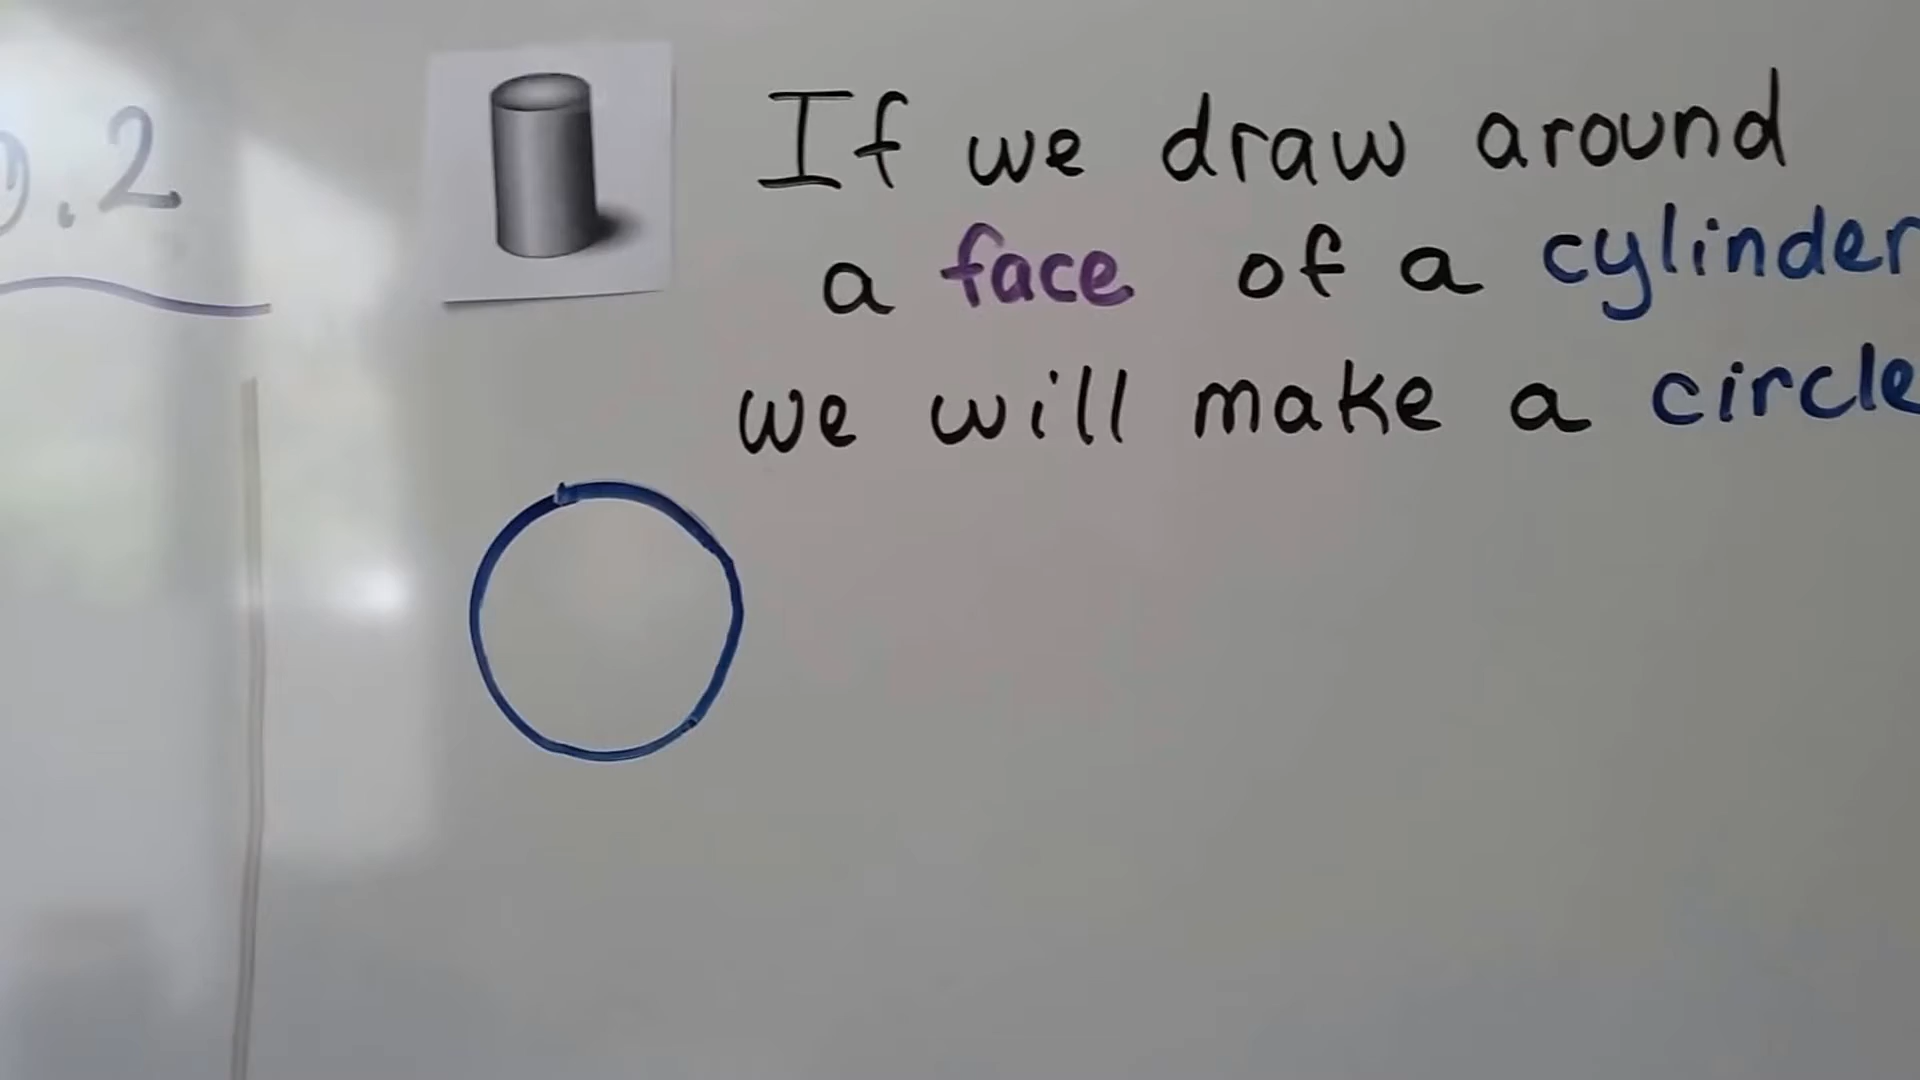 .2
If we draw around
a face of a cylinder
we will make a circle